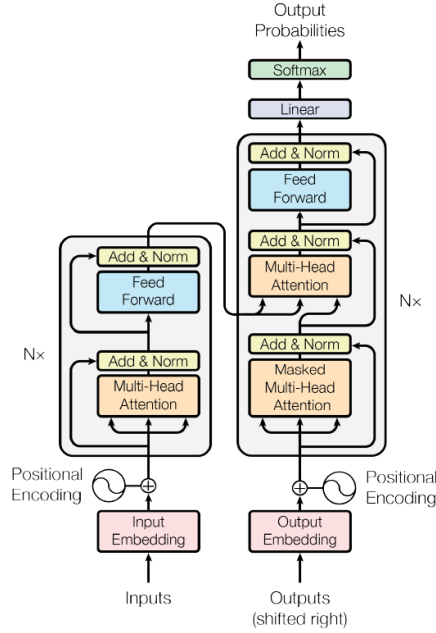 Output
Probabilities
Softmax
Linear
Add & Norm
Feed
Forward
Add & Norm
Multi-Head
Attention
Nx
Add & Norm
Masked
Multi-Head
Attention
Add & Norm
Feed
Forward
Nx
Add & Norm
Multi-Head
Attention
Positional
Encoding
Positional
Encoding
Input
Embedding
Output
Embedding
Inputs
Outputs
(shifted right)